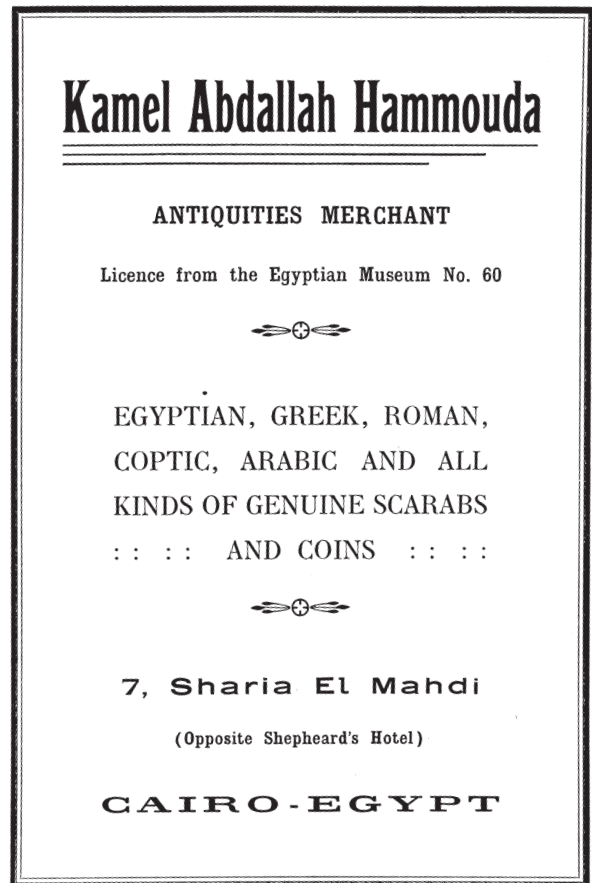 Kamel Abdallah Hammouda
ANTIQUITIES MERCHANT
Licence from the Egyptian Museum No. 60
EGYPTIAN, GREEK, ROMAN,
COPTIC, ARABIC AND ALL
KINDS OF GENUINE SCARABS
: : : : AND COINS : : : :
7, Sharia El Mahdi
(Opposite Shepheard's Hotel)
CAIRO-EGYPT